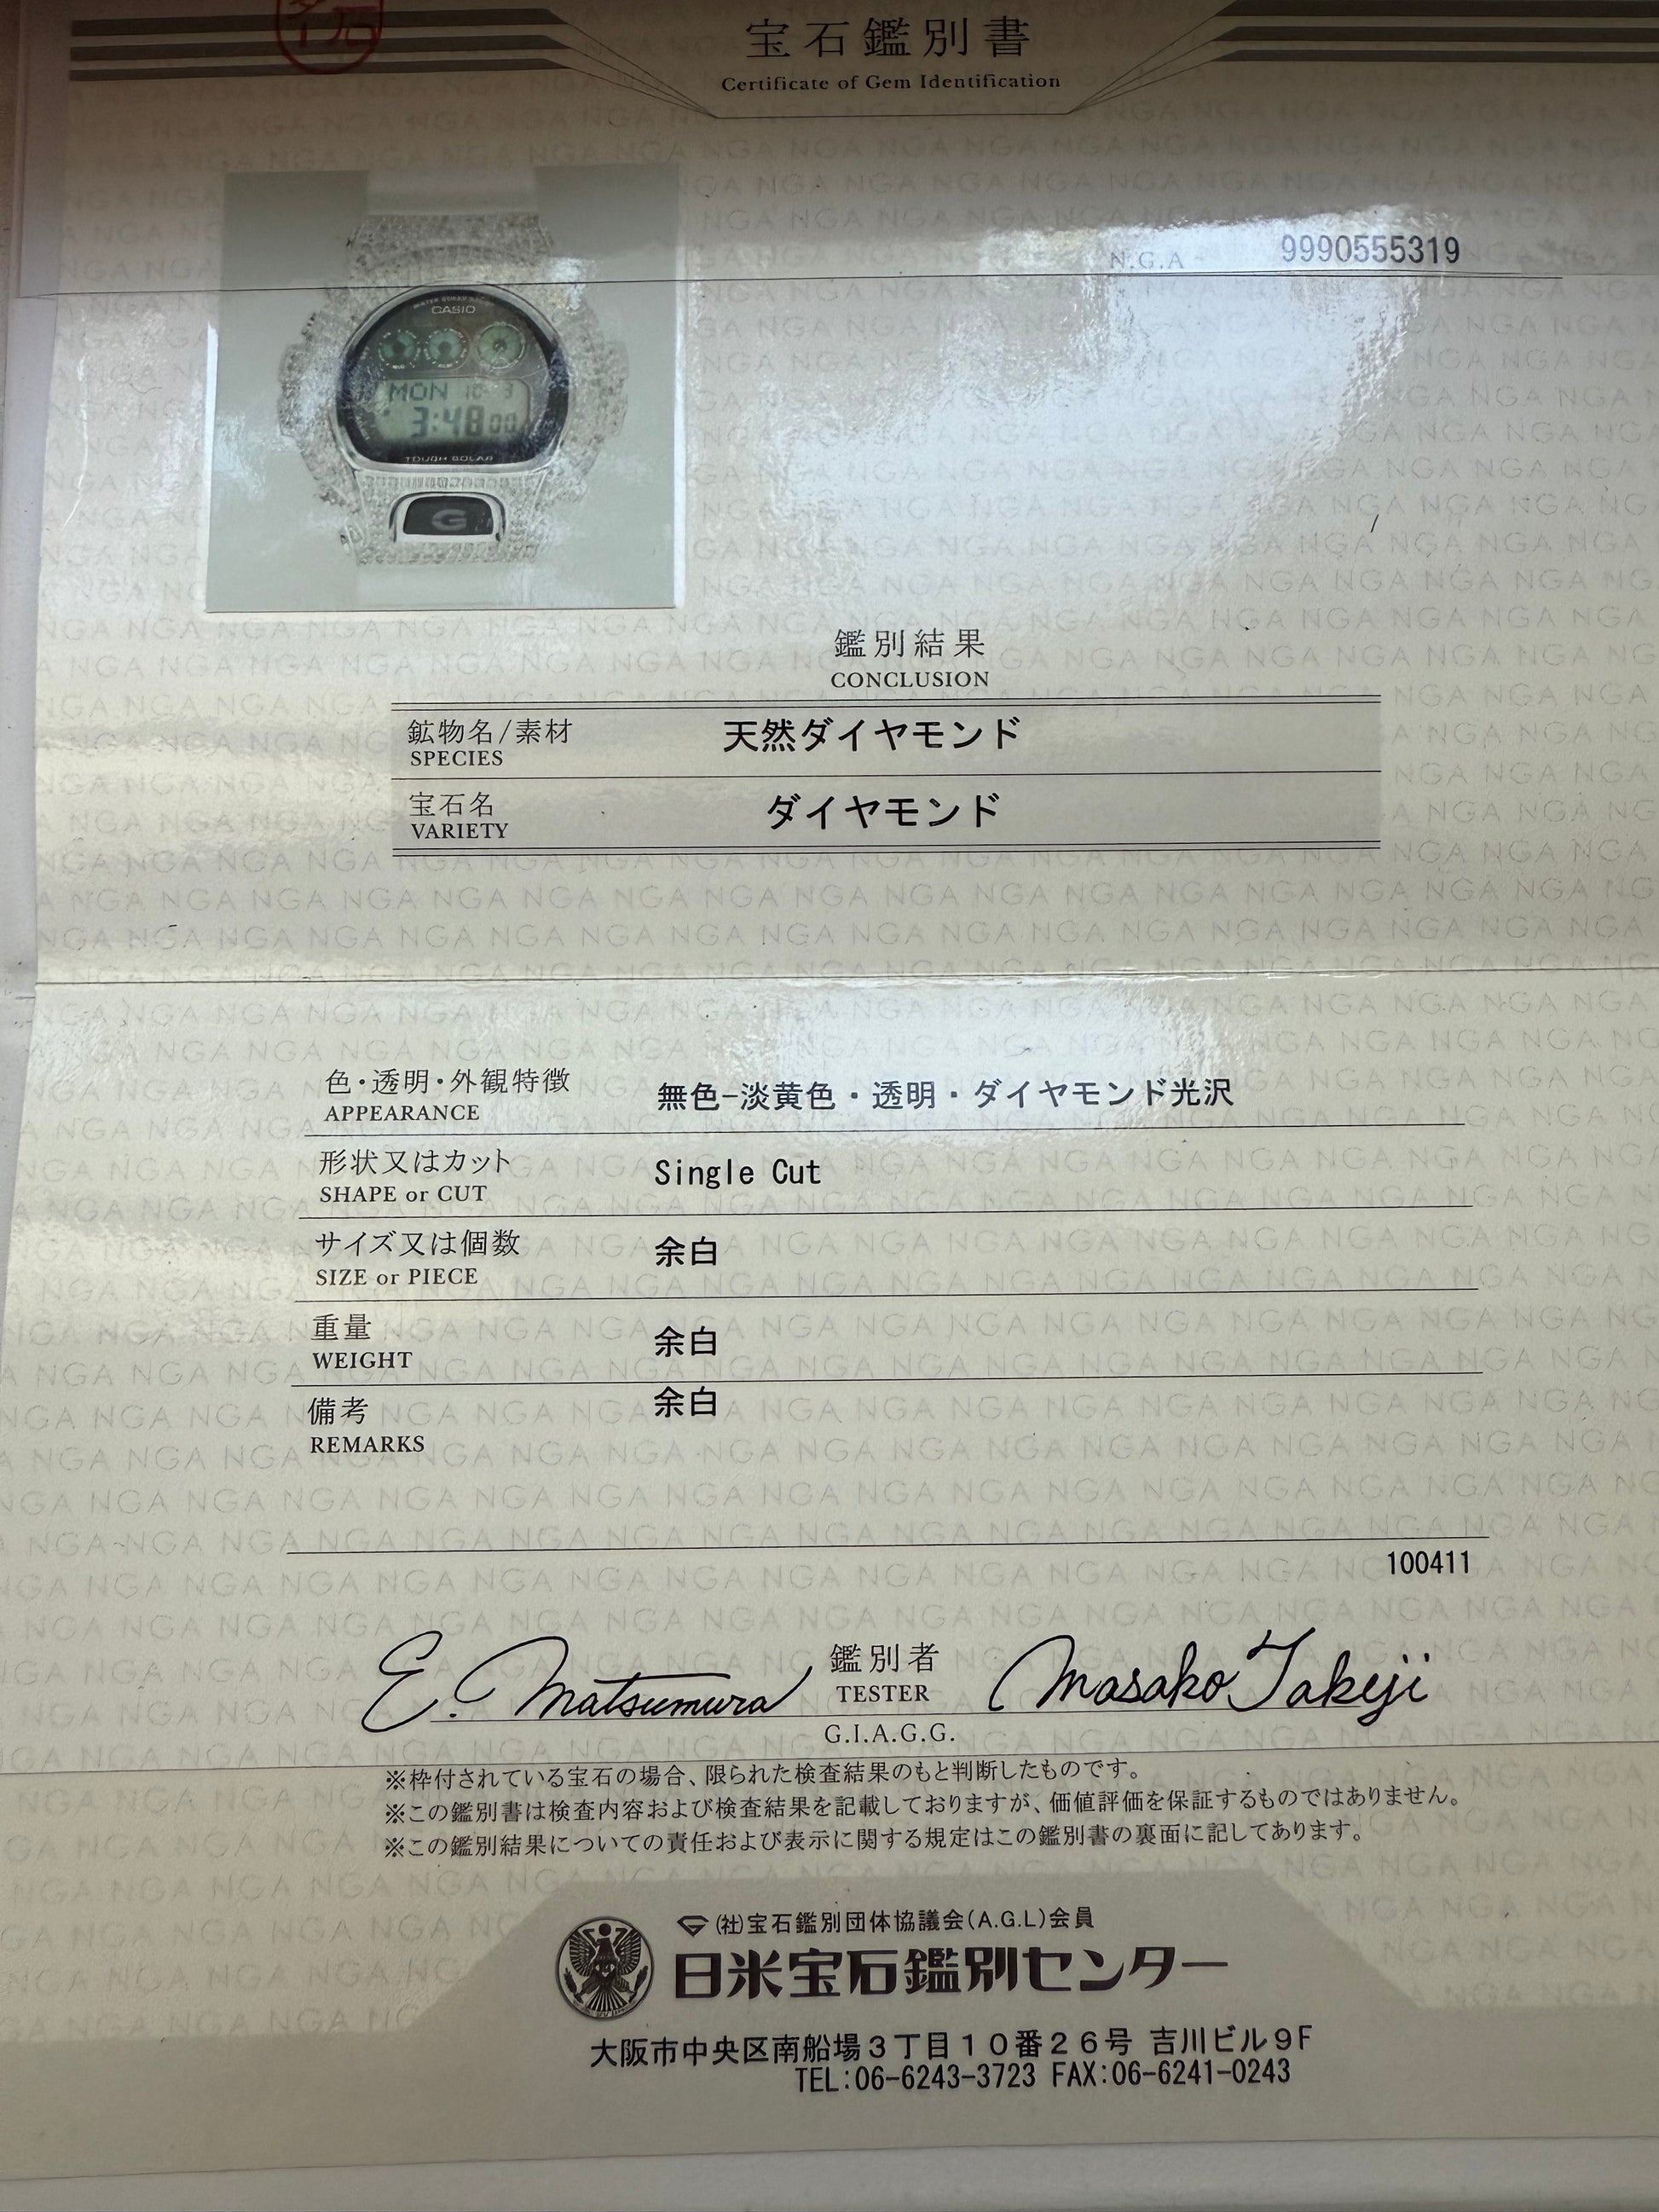 宝石鑑別書
Certificate of Gem Identification
N.G.A 9990555319
CASIO
MON 10-3
3:48 00
TOUGH SOLAR
G
鑑別結果
CONCLUSION
鉱物名/素材 天然ダイヤモンド
SPECIES
宝石名 ダイヤモンド
VARIETY
色・透明・外観特徴 無色-淡黄色・透明・ダイヤモンド光沢
APPEARANCE
形状又はカット Single Cut
SHAPE or CUT
サイズ又は個数 余白
SIZE or PIECE
重量 余白
WEIGHT
備考 余白
REMARKS
100411
E. Matsumura 鑑別者 Masako Takeji
TESTER
G.I.A.G.G.
※枠付されている宝石の場合、限られた検査結果のもと判断したものです。
※この鑑別書は検査内容および検査結果を記載しておりますが、価値評価を保証するものではありません。
※この鑑別結果についての責任および表示に関する規定はこの鑑別書の裏面に記してあります。
(社)宝石鑑別団体協議会(A.G.L)会員
日米宝石鑑別センター
大阪市中央区南船場3丁目10番26号 吉川ビル9F
TEL:06-6243-3723 FAX:06-6241-0243